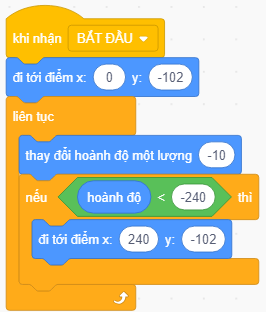 khi nhận BẮT ĐẦU
đi tới điểm x: 0 y: -102
liên tục
thay đổi hoành độ một lượng -10
nếu hoành độ < -240 thì
đi tới điểm x: 240 y: -102